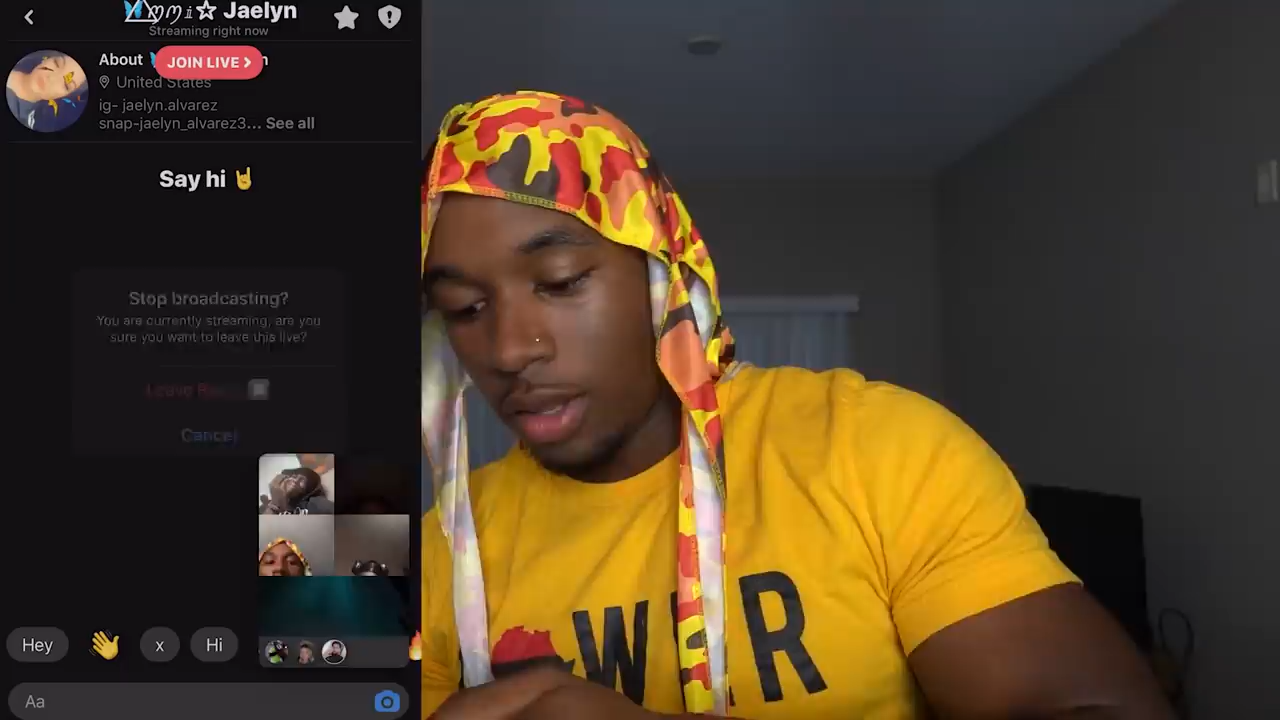 Jaelyn
Streaming right now
About
JOIN LIVE >
United States
ig- jaelyn.alvarez
snap-jaelyn_alvarez3... See all
Say hi 🤘
Stop broadcasting?
You are currently streaming, are you
sure you want to leave this live?
Leave
Cancel
Hey
👋
x
Hi
Aa
W R